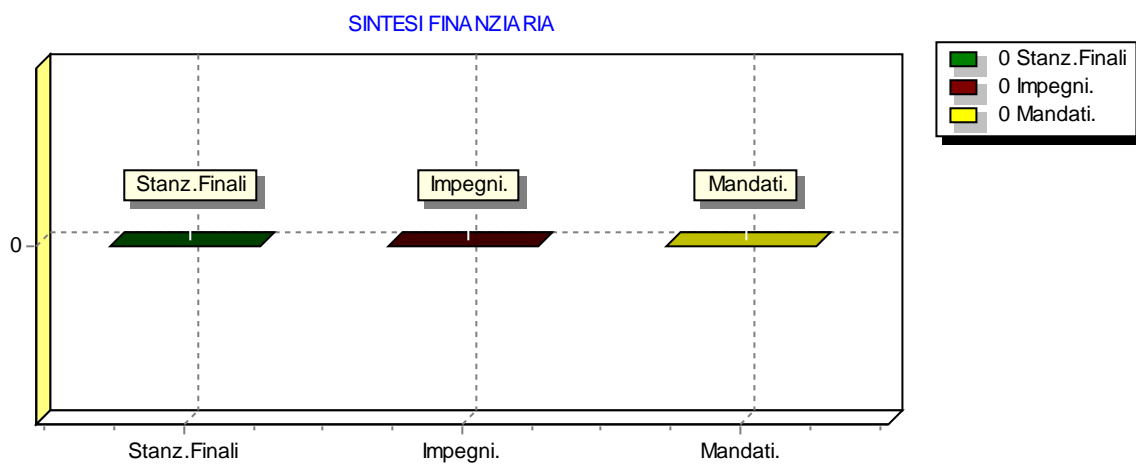 SINTESI FINANZIARIA
0 Stanz.Finali
0 Impegni.
0 Mandati.
Stanz.Finali
Impegni.
Mandati.
0
Stanz.Finali
Impegni.
Mandati.